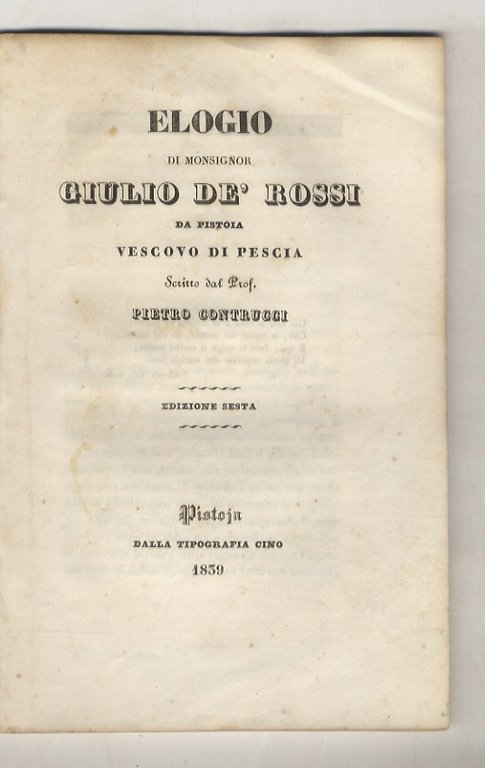 ELOGIO
DI MONSIGNOR
GIULIO DE' ROSSI
DA PISTOIA
VESCOVO DI PESCIA
Scritto dal Prof.
PIETRO CONTRUCCI
EDIZIONE SESTA
Pistoja
DALLA TIPOGRAFIA CINO
1839